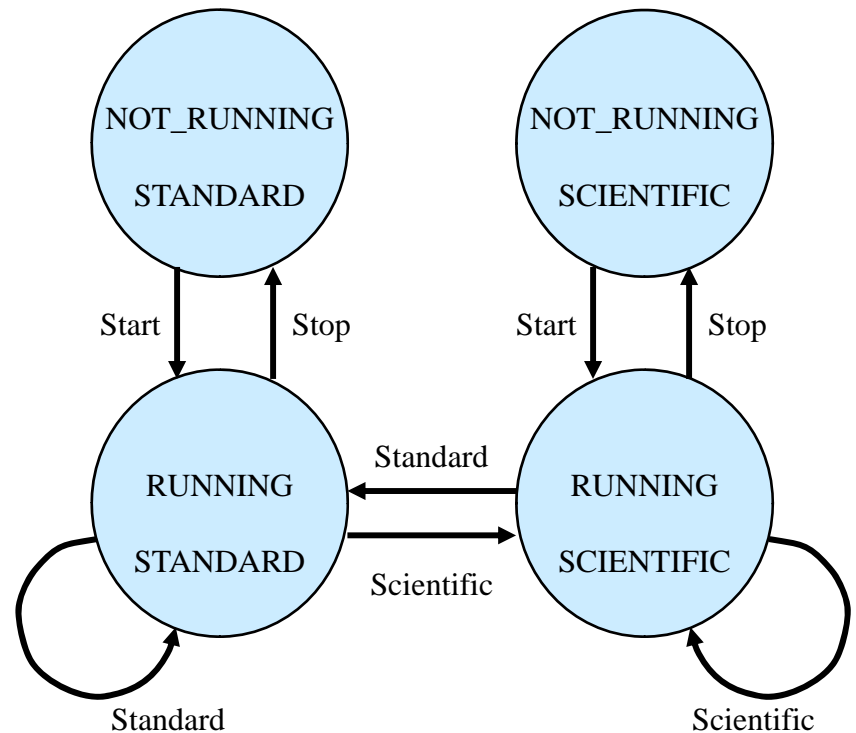 NOT_RUNNING
STANDARD
NOT_RUNNING
SCIENTIFIC
Start
Stop
Start
Stop
Standard
RUNNING
STANDARD
RUNNING
SCIENTIFIC
Scientific
Standard
Scientific